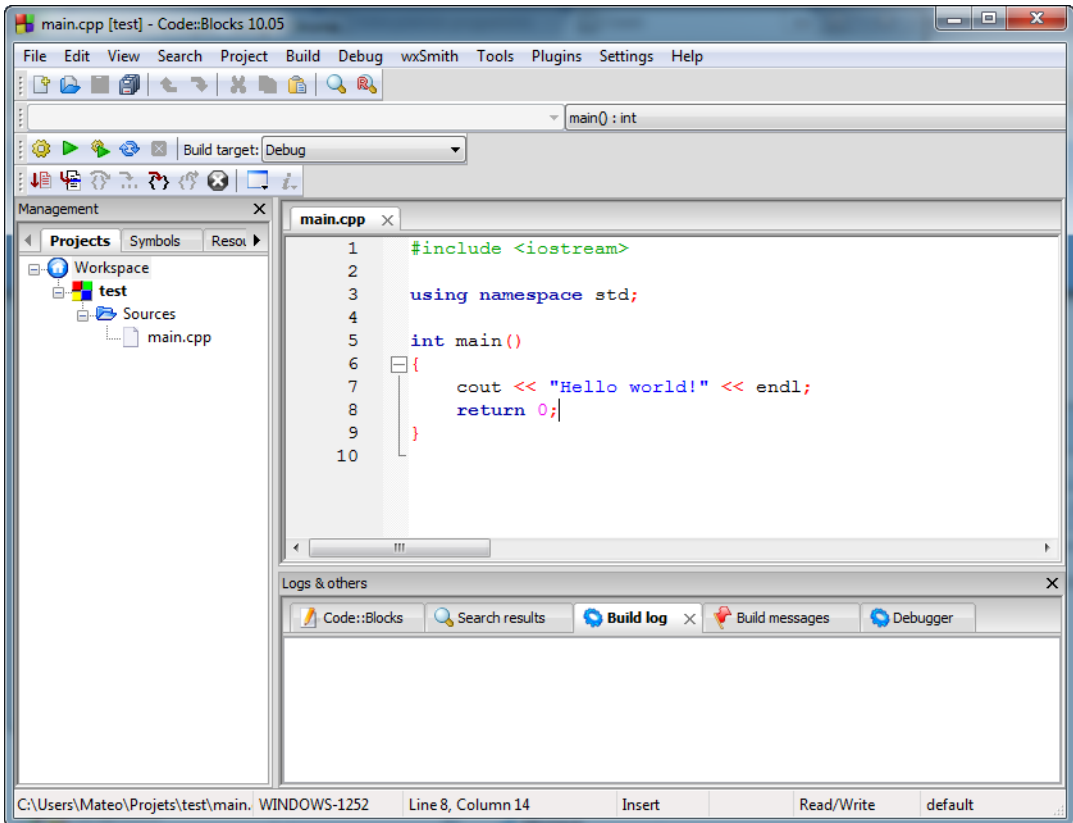 main.cpp [test] - Code::Blocks 10.05
File Edit View Search Project Build Debug wxSmith Tools Plugins Settings Help
main() : int
Build target: Debug
Management
Projects Symbols Resou
Workspace
test
Sources
main.cpp
main.cpp
1 #include <iostream>
2
3 using namespace std;
4
5 int main()
6 {
7 cout << "Hello world!" << endl;
8 return 0;
9 }
10
Logs & others
Code::Blocks Search results Build log Build messages Debugger
C:\Users\Mateo\Projets\test\main. WINDOWS-1252 Line 8, Column 14 Insert Read/Write default